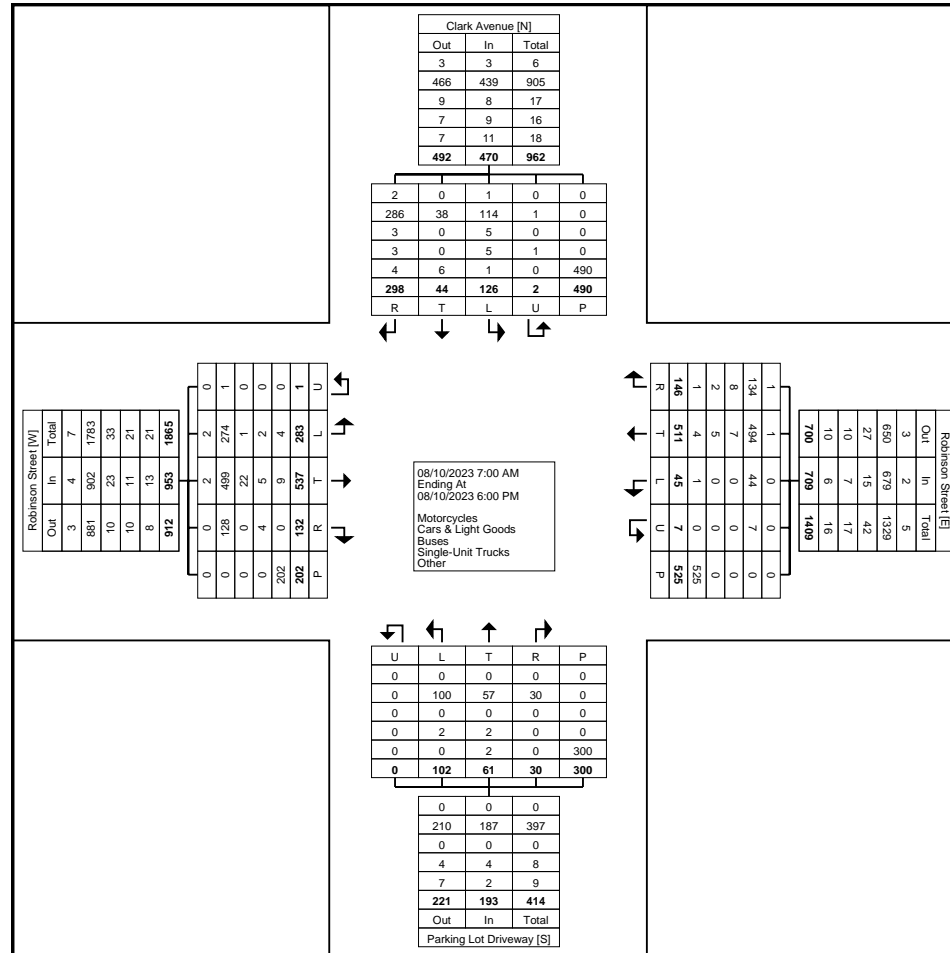 Clark Avenue [N]
Out In Total
3 3 6
466 439 905
9 8 17
7 9 16
7 11 18
492 470 962
2 0 1 0 0
286 38 114 1 0
3 0 5 0 0
3 0 5 1 0
4 6 1 0 490
298 44 126 2 490
R T L U P
Robinson Street [W]
Out In Total
3 4 7
881 902 1783
10 23 33
10 11 21
8 13 21
912 953 1865
0 0 2 2 0
0 128 499 274 1
0 0 22 1 0
0 4 5 2 0
202 0 9 4 0
202 132 537 283 1
P R T L U
08/10/2023 7:00 AM
Ending At
08/10/2023 6:00 PM
Motorcycles
Cars & Light Goods
Buses
Single-Unit Trucks
Other
Robinson Street [E]
Out In Total
3 2 5
650 679 1329
27 15 42
10 7 17
10 6 16
700 709 1409
1 1 0 0 0
134 494 44 7 0
8 7 0 0 0
2 5 0 0 0
1 4 1 0 525
146 511 45 7 525
R T L U P
U L T R P
0 0 0 0 0
0 100 57 30 0
0 0 0 0 0
0 2 2 0 0
0 0 2 0 300
0 102 61 30 300
0 0 0
210 187 397
0 0 0
4 4 8
7 2 9
221 193 414
Out In Total
Parking Lot Driveway [S]